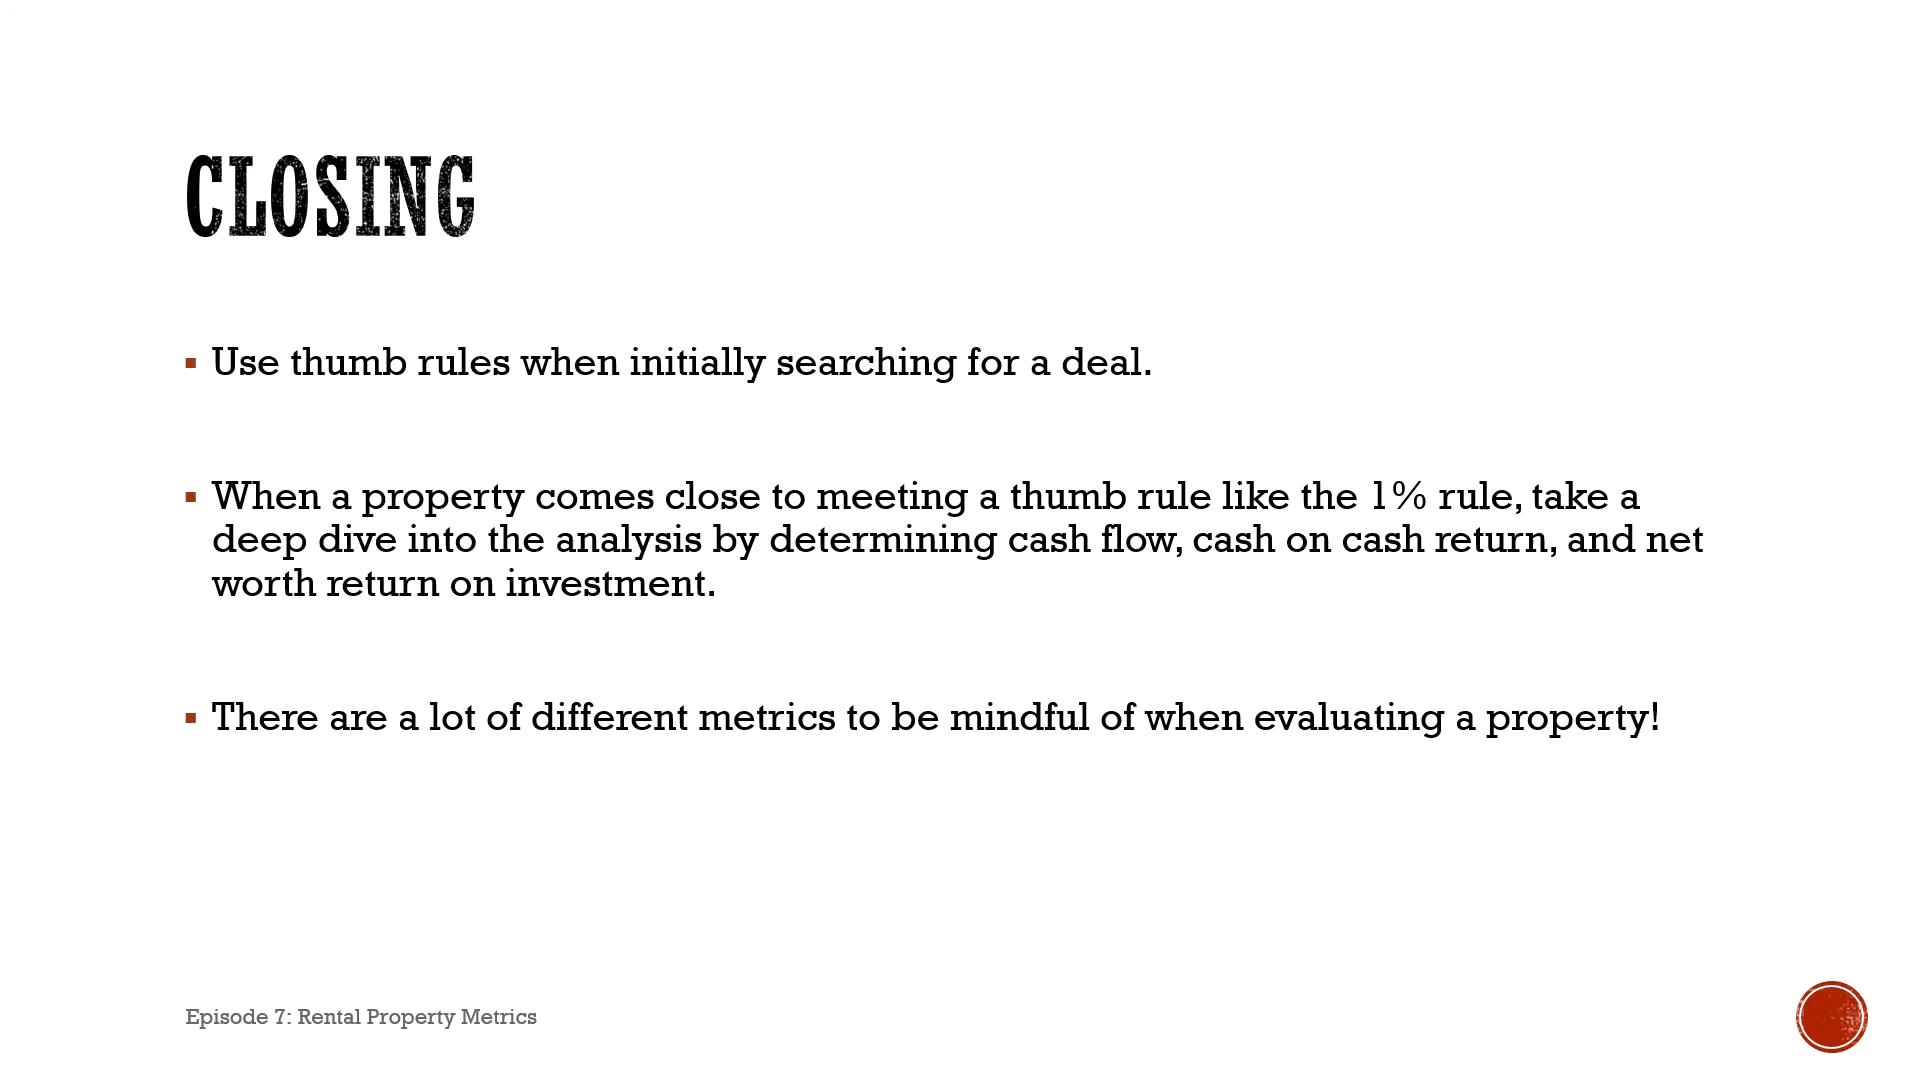 CLOSING
▪ Use thumb rules when initially searching for a deal.
▪ When a property comes close to meeting a thumb rule like the 1% rule, take a
deep dive into the analysis by determining cash flow, cash on cash return, and net
worth return on investment.
▪ There are a lot of different metrics to be mindful of when evaluating a property!
Episode 7: Rental Property Metrics